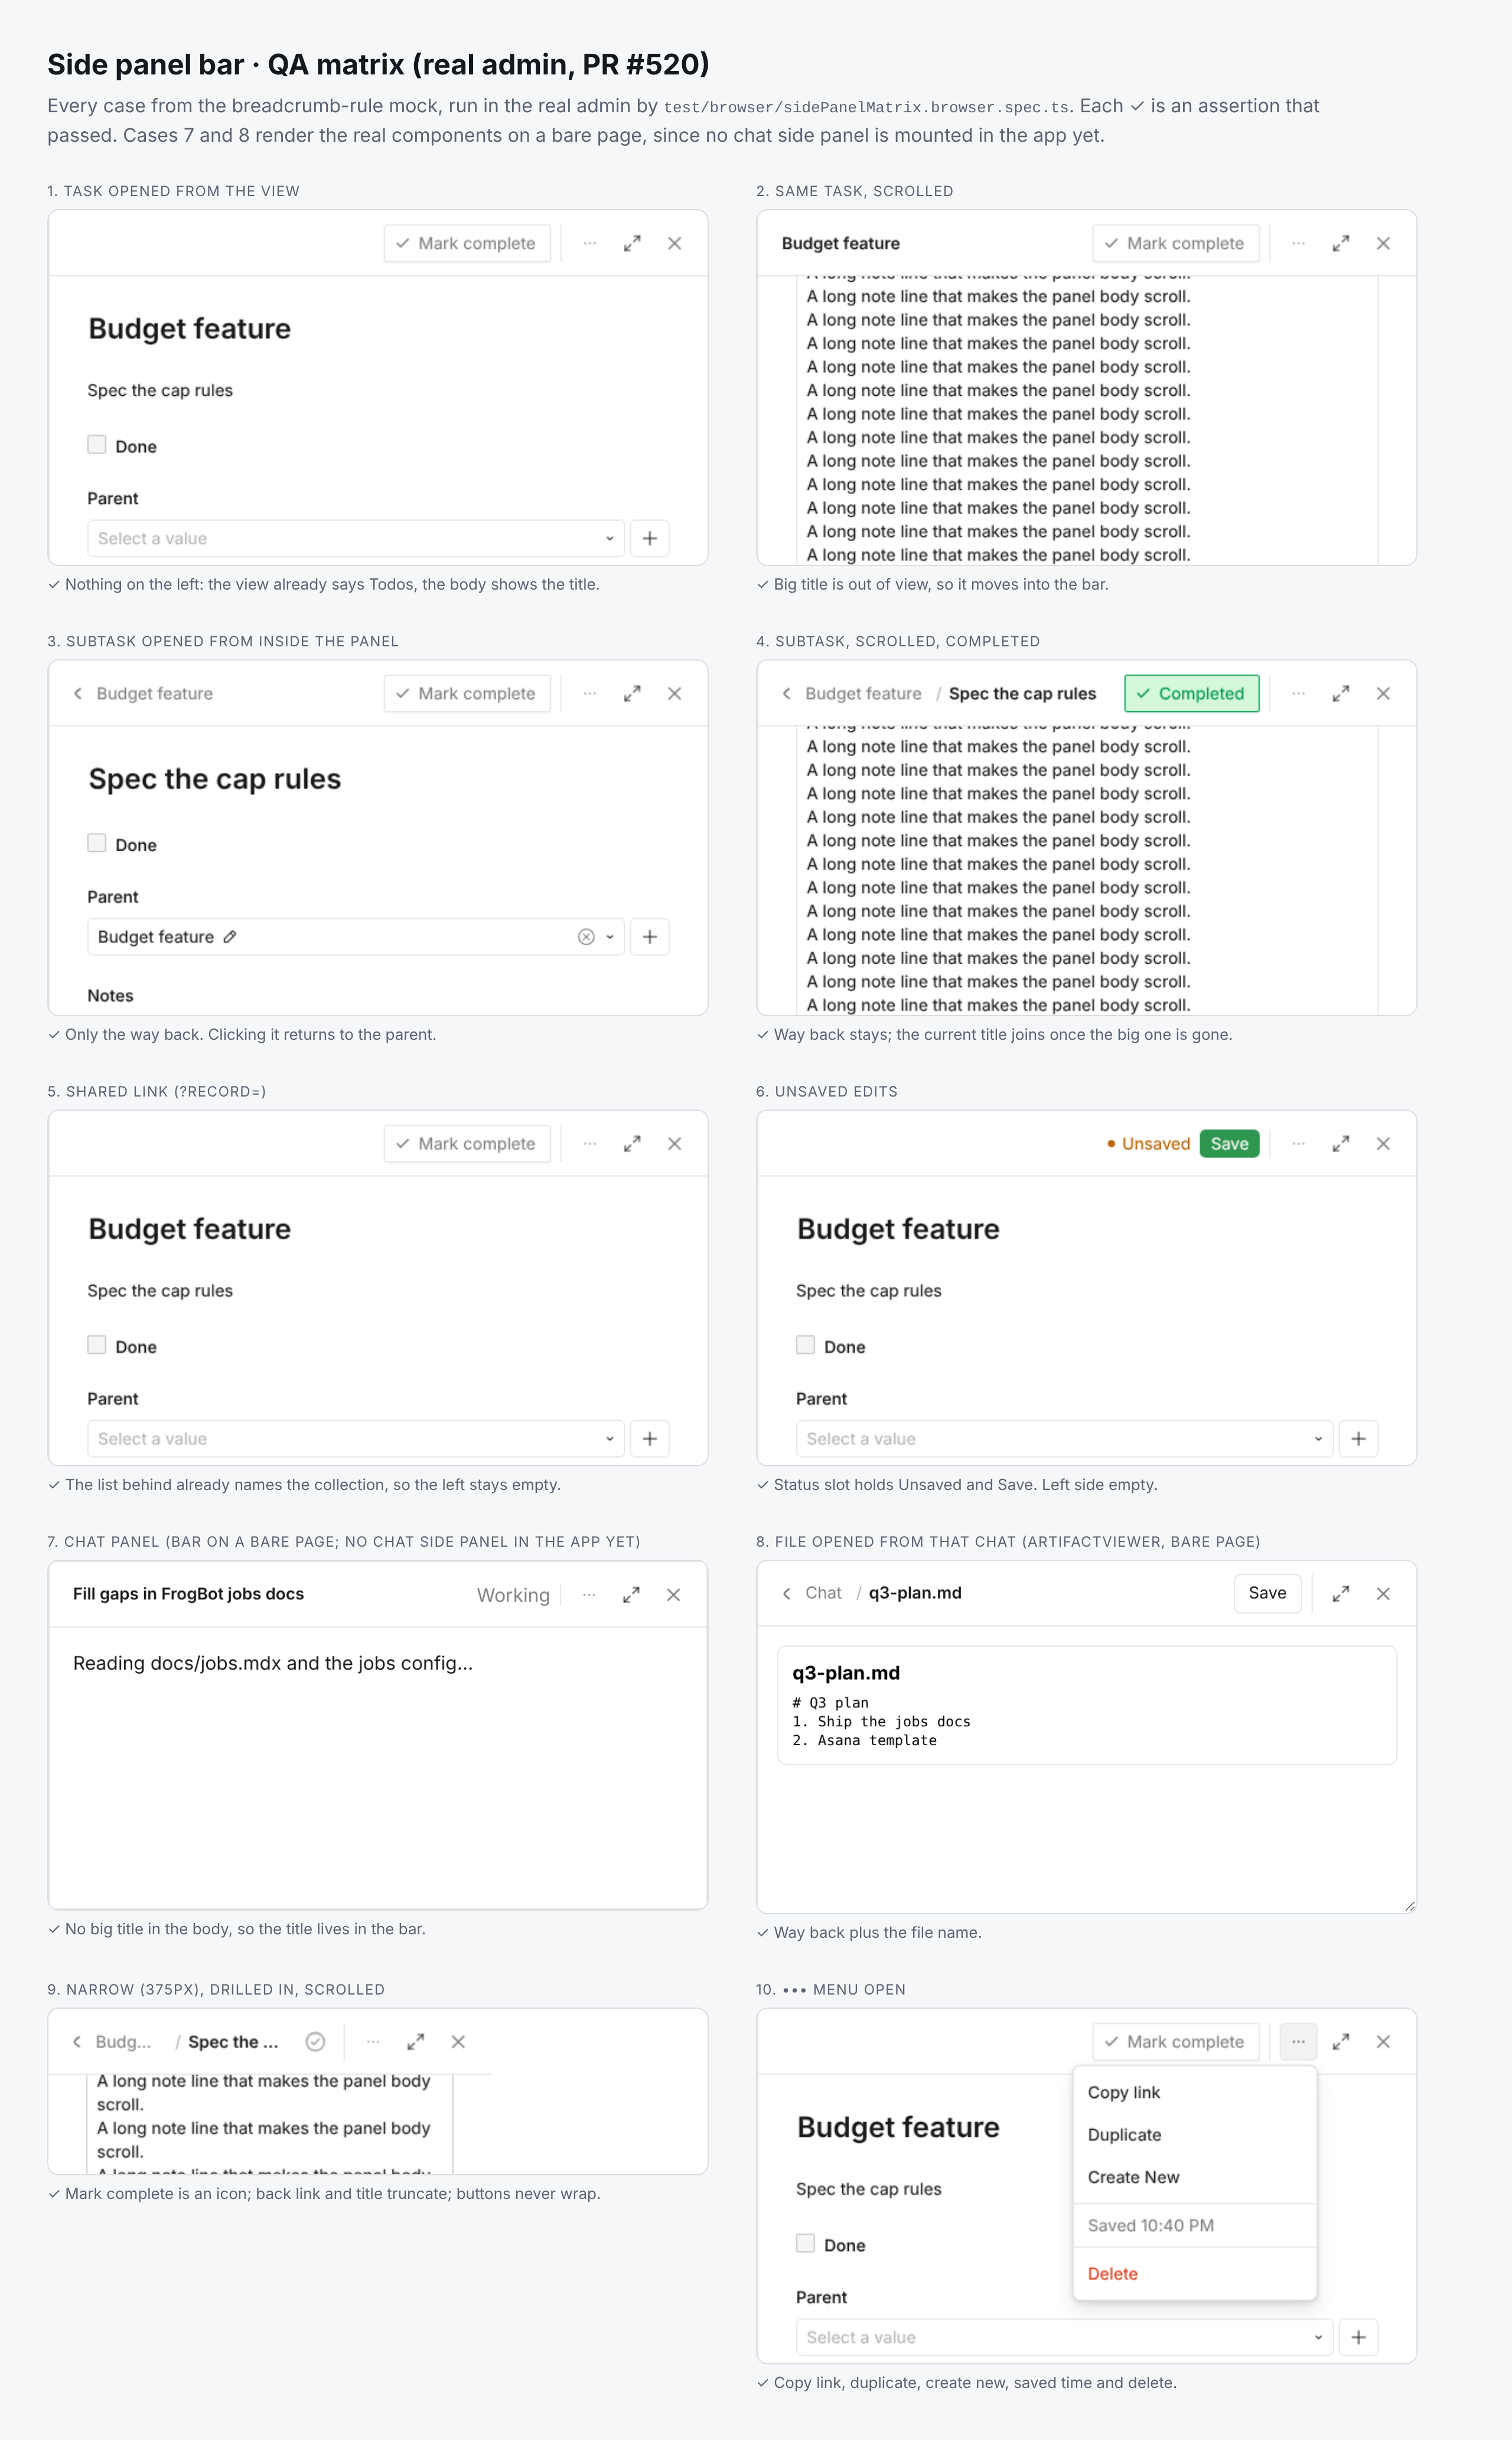 Side panel bar · QA matrix (real admin, PR #520)
Every case from the breadcrumb-rule mock, run in the real admin by test/browser/sidePanelMatrix.browser.spec.ts. Each ✓ is an assertion that
passed. Cases 7 and 8 render the real components on a bare page, since no chat side panel is mounted in the app yet.
1. TASK OPENED FROM THE VIEW
✓ Mark complete ···
Budget feature
Spec the cap rules
Done
Parent
Select a value
✓ Nothing on the left: the view already says Todos, the body shows the title.
2. SAME TASK, SCROLLED
Budget feature ✓ Mark complete ···
A long note line that makes the panel body scroll.
A long note line that makes the panel body scroll.
A long note line that makes the panel body scroll.
A long note line that makes the panel body scroll.
A long note line that makes the panel body scroll.
A long note line that makes the panel body scroll.
A long note line that makes the panel body scroll.
A long note line that makes the panel body scroll.
A long note line that makes the panel body scroll.
A long note line that makes the panel body scroll.
A long note line that makes the panel body scroll.
A long note line that makes the panel body scroll.
A long note line that makes the panel body scroll.
✓ Big title is out of view, so it moves into the bar.
3. SUBTASK OPENED FROM INSIDE THE PANEL
Budget feature ✓ Mark complete ···
Spec the cap rules
Done
Parent
Budget feature
Notes
✓ Only the way back. Clicking it returns to the parent.
4. SUBTASK, SCROLLED, COMPLETED
Budget feature / Spec the cap rules ✓ Completed ···
A long note line that makes the panel body scroll.
A long note line that makes the panel body scroll.
A long note line that makes the panel body scroll.
A long note line that makes the panel body scroll.
A long note line that makes the panel body scroll.
A long note line that makes the panel body scroll.
A long note line that makes the panel body scroll.
A long note line that makes the panel body scroll.
A long note line that makes the panel body scroll.
A long note line that makes the panel body scroll.
A long note line that makes the panel body scroll.
A long note line that makes the panel body scroll.
A long note line that makes the panel body scroll.
✓ Way back stays; the current title joins once the big one is gone.
5. SHARED LINK (?RECORD=)
✓ Mark complete ···
Budget feature
Spec the cap rules
Done
Parent
Select a value
✓ The list behind already names the collection, so the left stays empty.
6. UNSAVED EDITS
• Unsaved Save ···
Budget feature
Spec the cap rules
Done
Parent
Select a value
✓ Status slot holds Unsaved and Save. Left side empty.
7. CHAT PANEL (BAR ON A BARE PAGE; NO CHAT SIDE PANEL IN THE APP YET)
Fill gaps in FrogBot jobs docs Working ···
Reading docs/jobs.mdx and the jobs config...
✓ No big title in the body, so the title lives in the bar.
8. FILE OPENED FROM THAT CHAT (ARTIFACTVIEWER, BARE PAGE)
Chat / q3-plan.md Save
q3-plan.md
# Q3 plan
1. Ship the jobs docs
2. Asana template
✓ Way back plus the file name.
9. NARROW (375PX), DRILLED IN, SCROLLED
Budg... / Spec the ... ···
A long note line that makes the panel body
scroll.
A long note line that makes the panel body
scroll.
A long note line that makes the panel body
✓ Mark complete is an icon; back link and title truncate; buttons never wrap.
10. ••• MENU OPEN
✓ Mark complete ···
Copy link
Duplicate
Create New
Saved 10:40 PM
Delete
Budget feature
Spec the cap rules
Done
Parent
Select a value
✓ Copy link, duplicate, create new, saved time and delete.